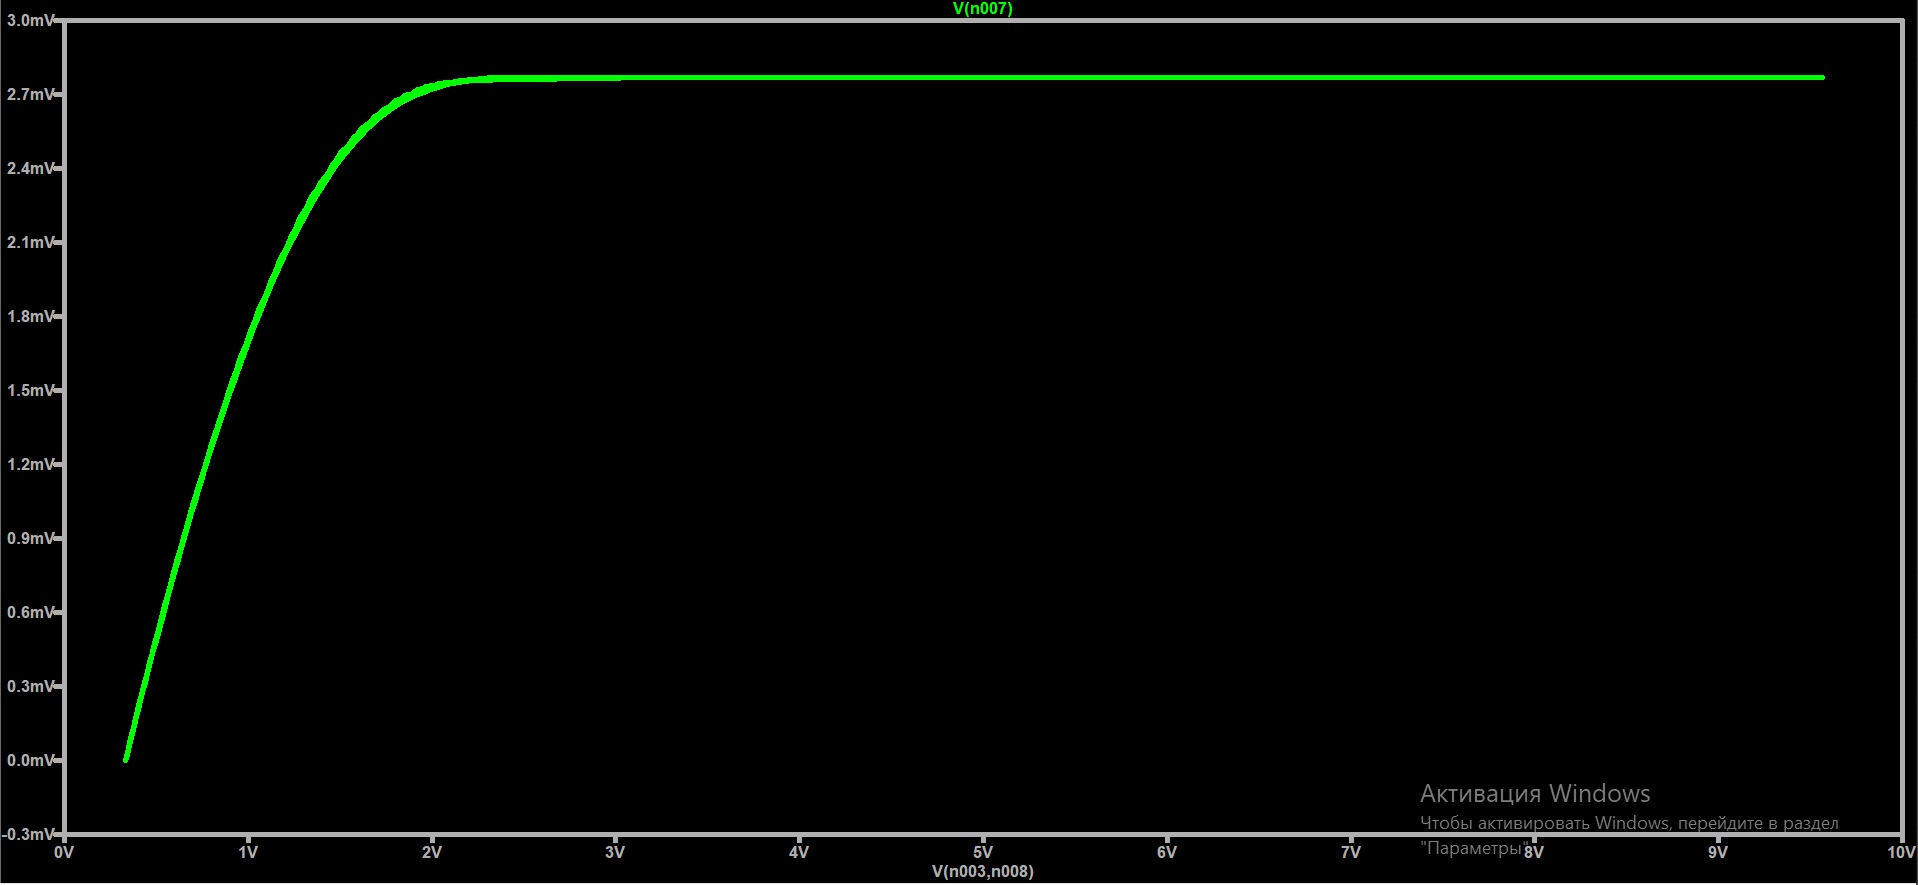 V(n007)
3.0mV
2.7mV
2.4mV
2.1mV
1.8mV
1.5mV
1.2mV
0.9mV
0.6mV
0.3mV
0.0mV
-0.3mV
0V 1V 2V 3V 4V 5V 6V 7V 8V 9V 10V
V(n003,n008)
Активация Windows
Чтобы активировать Windows, перейдите в раздел
"Параметры"